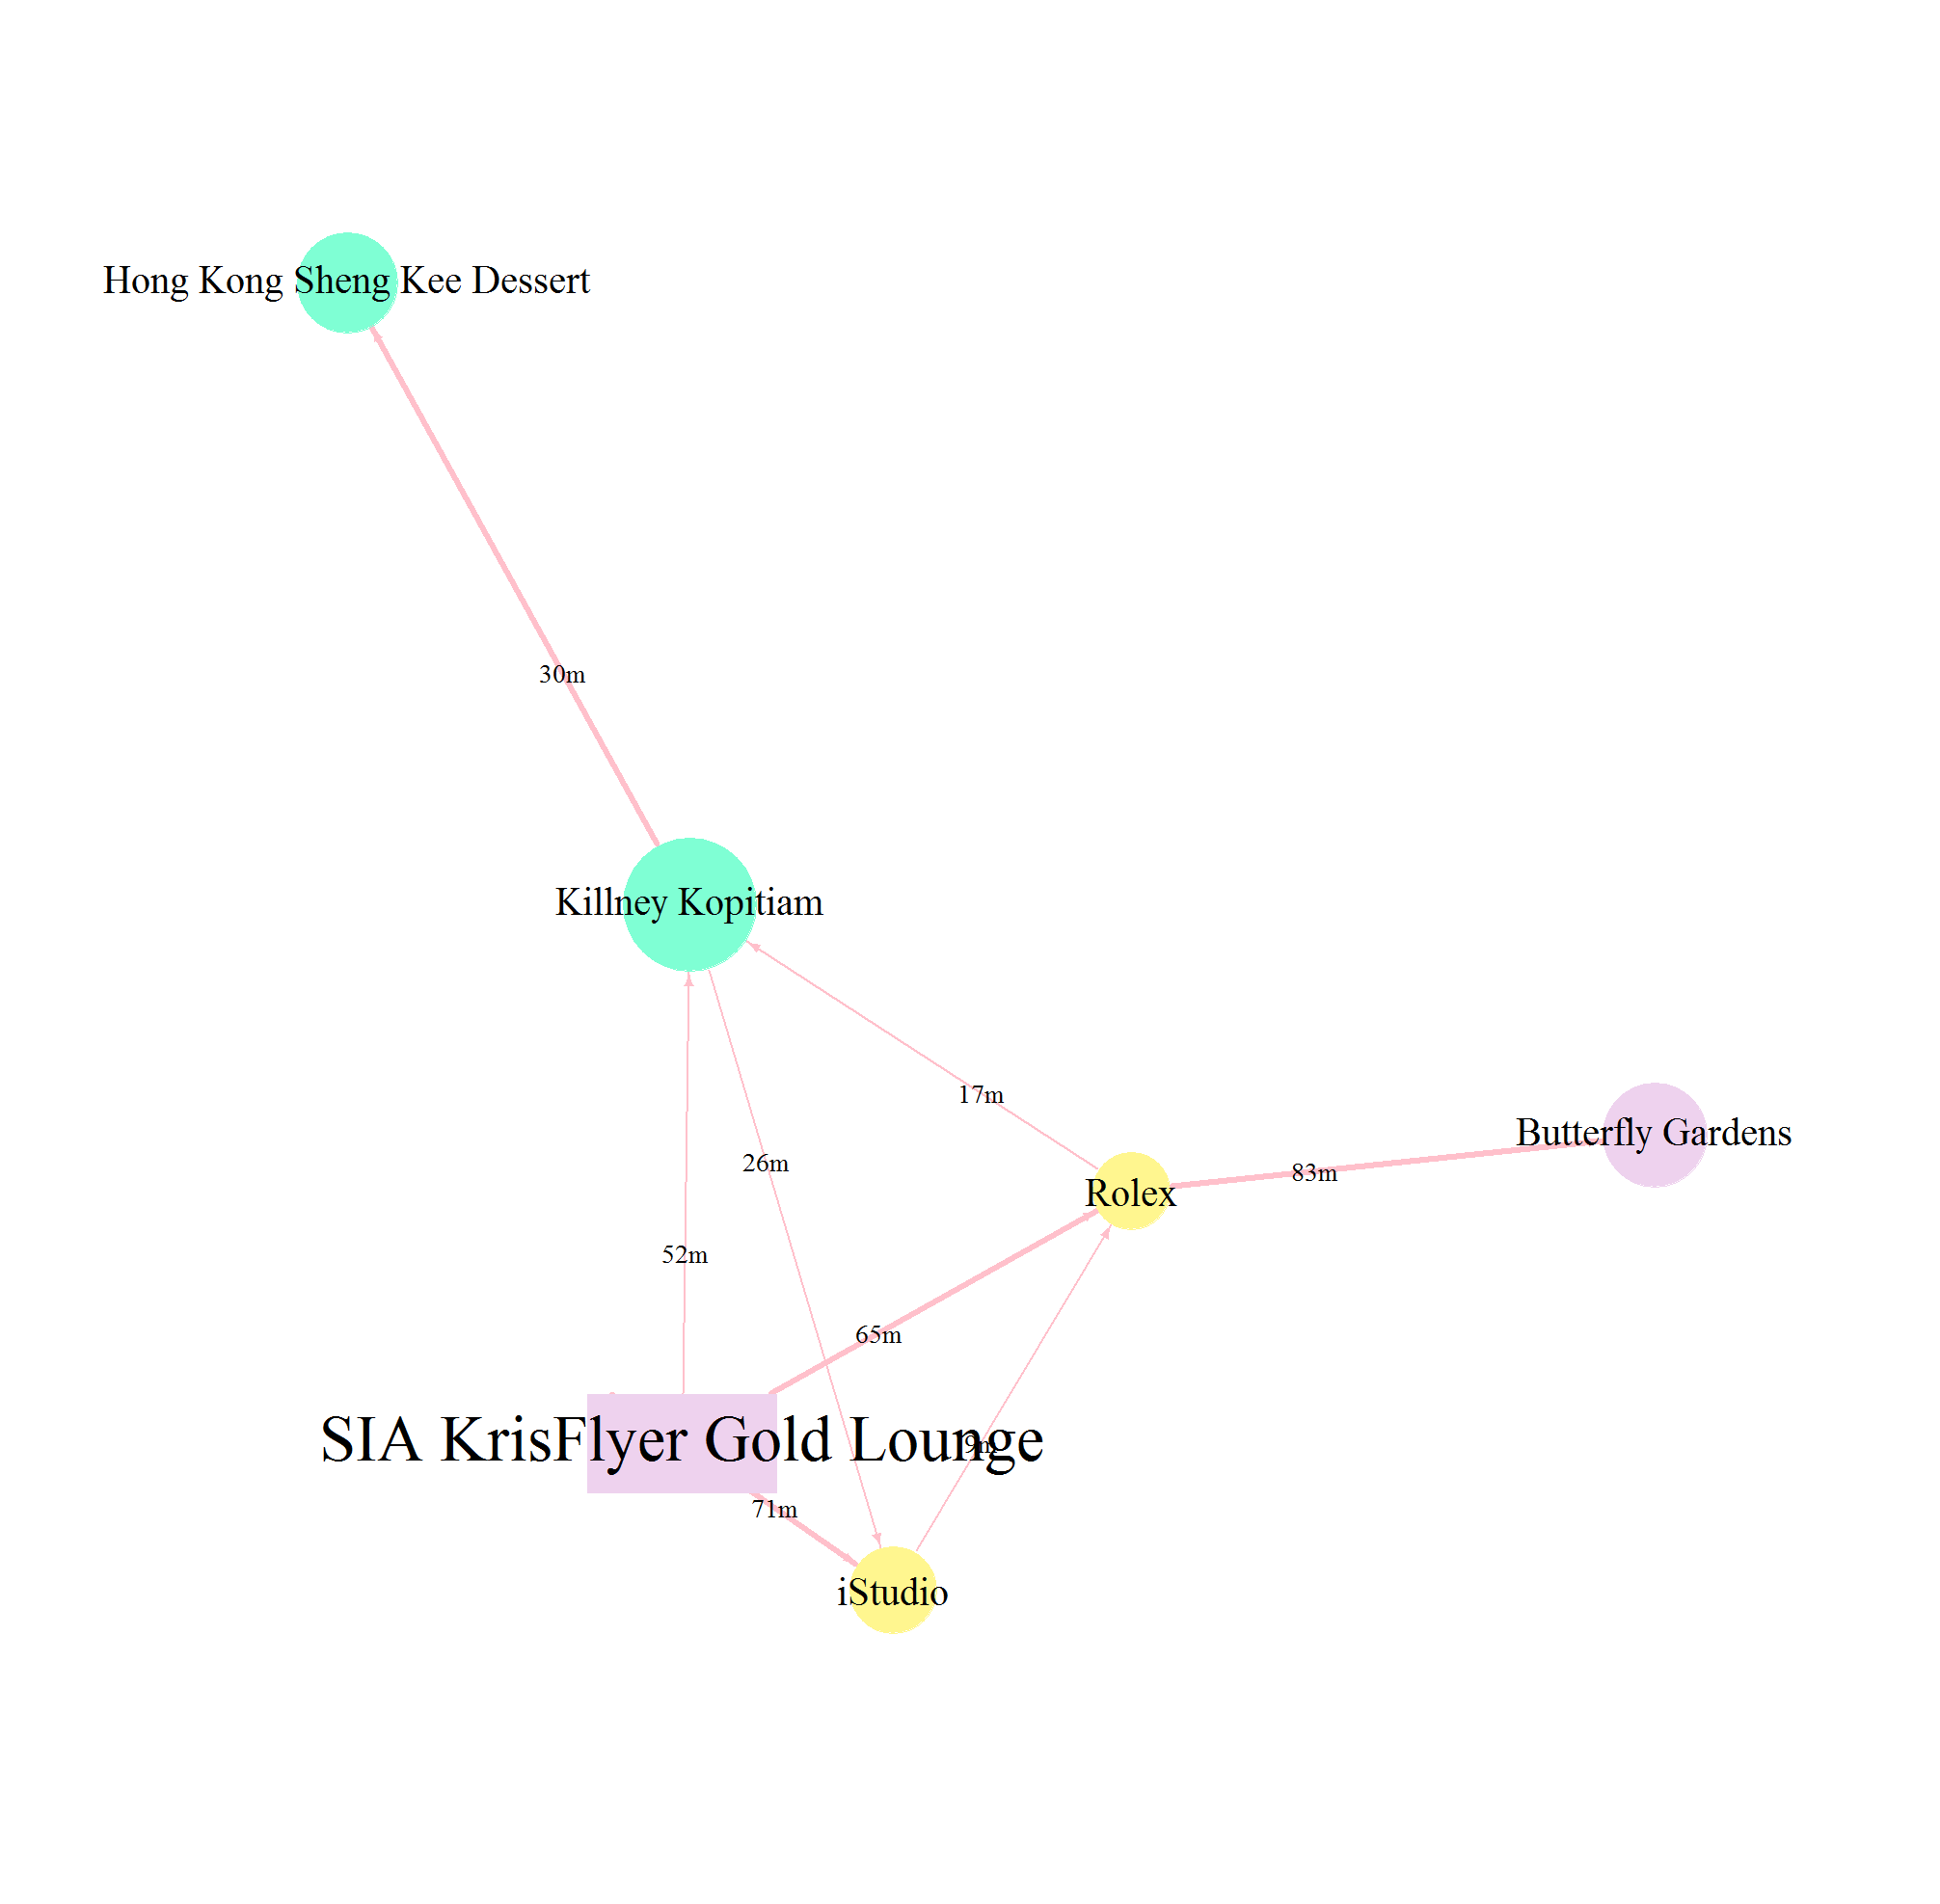 Hong Kong Sheng Kee Dessert
30m
Killney Kopitiam
17m
Butterfly Gardens
26m
83m
Rolex
52m
65m
SIA KrisFlyer Gold Lounge
9m
71m
iStudio